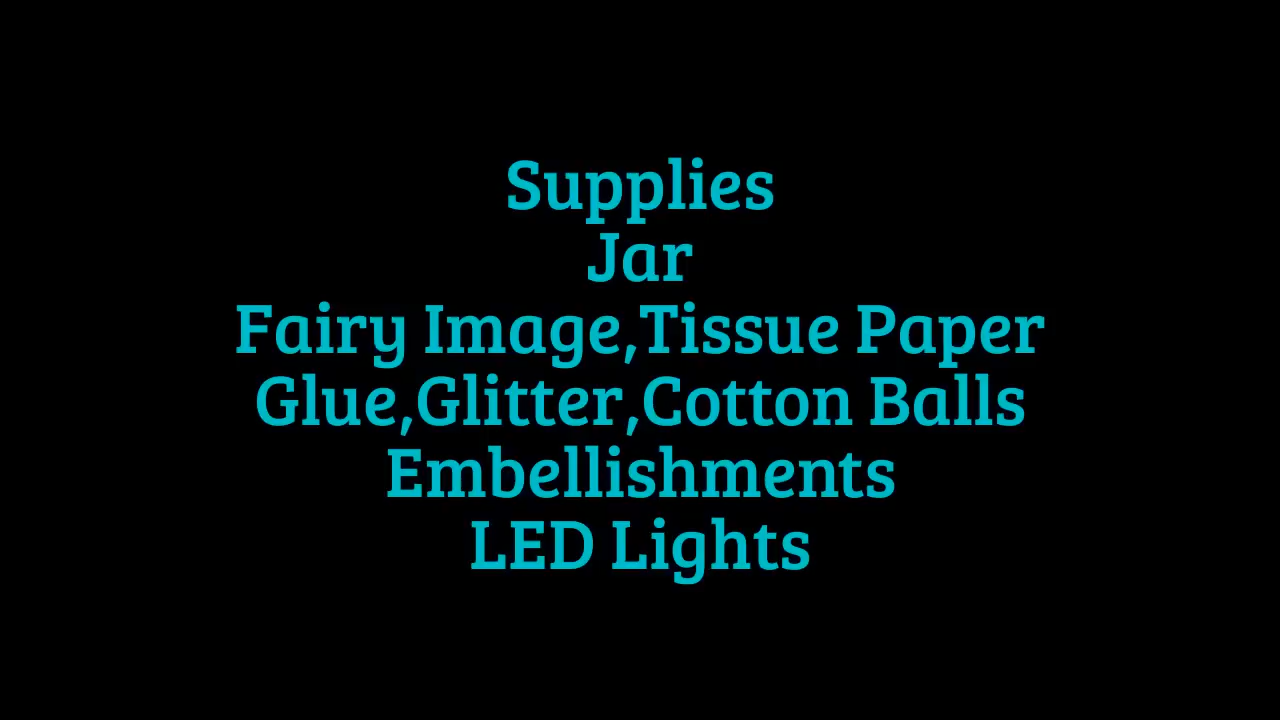 Supplies
Jar
Fairy Image,Tissue Paper
Glue,Glitter,Cotton Balls
Embellishments
LED Lights